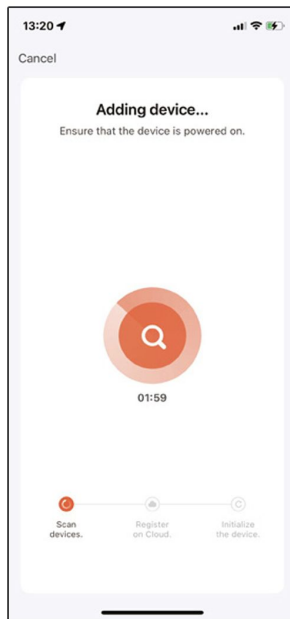 13:20
Cancel
Adding device...
Ensure that the device is powered on.
01:59
Scan
devices.
Register
on Cloud.
Initialize
the device.